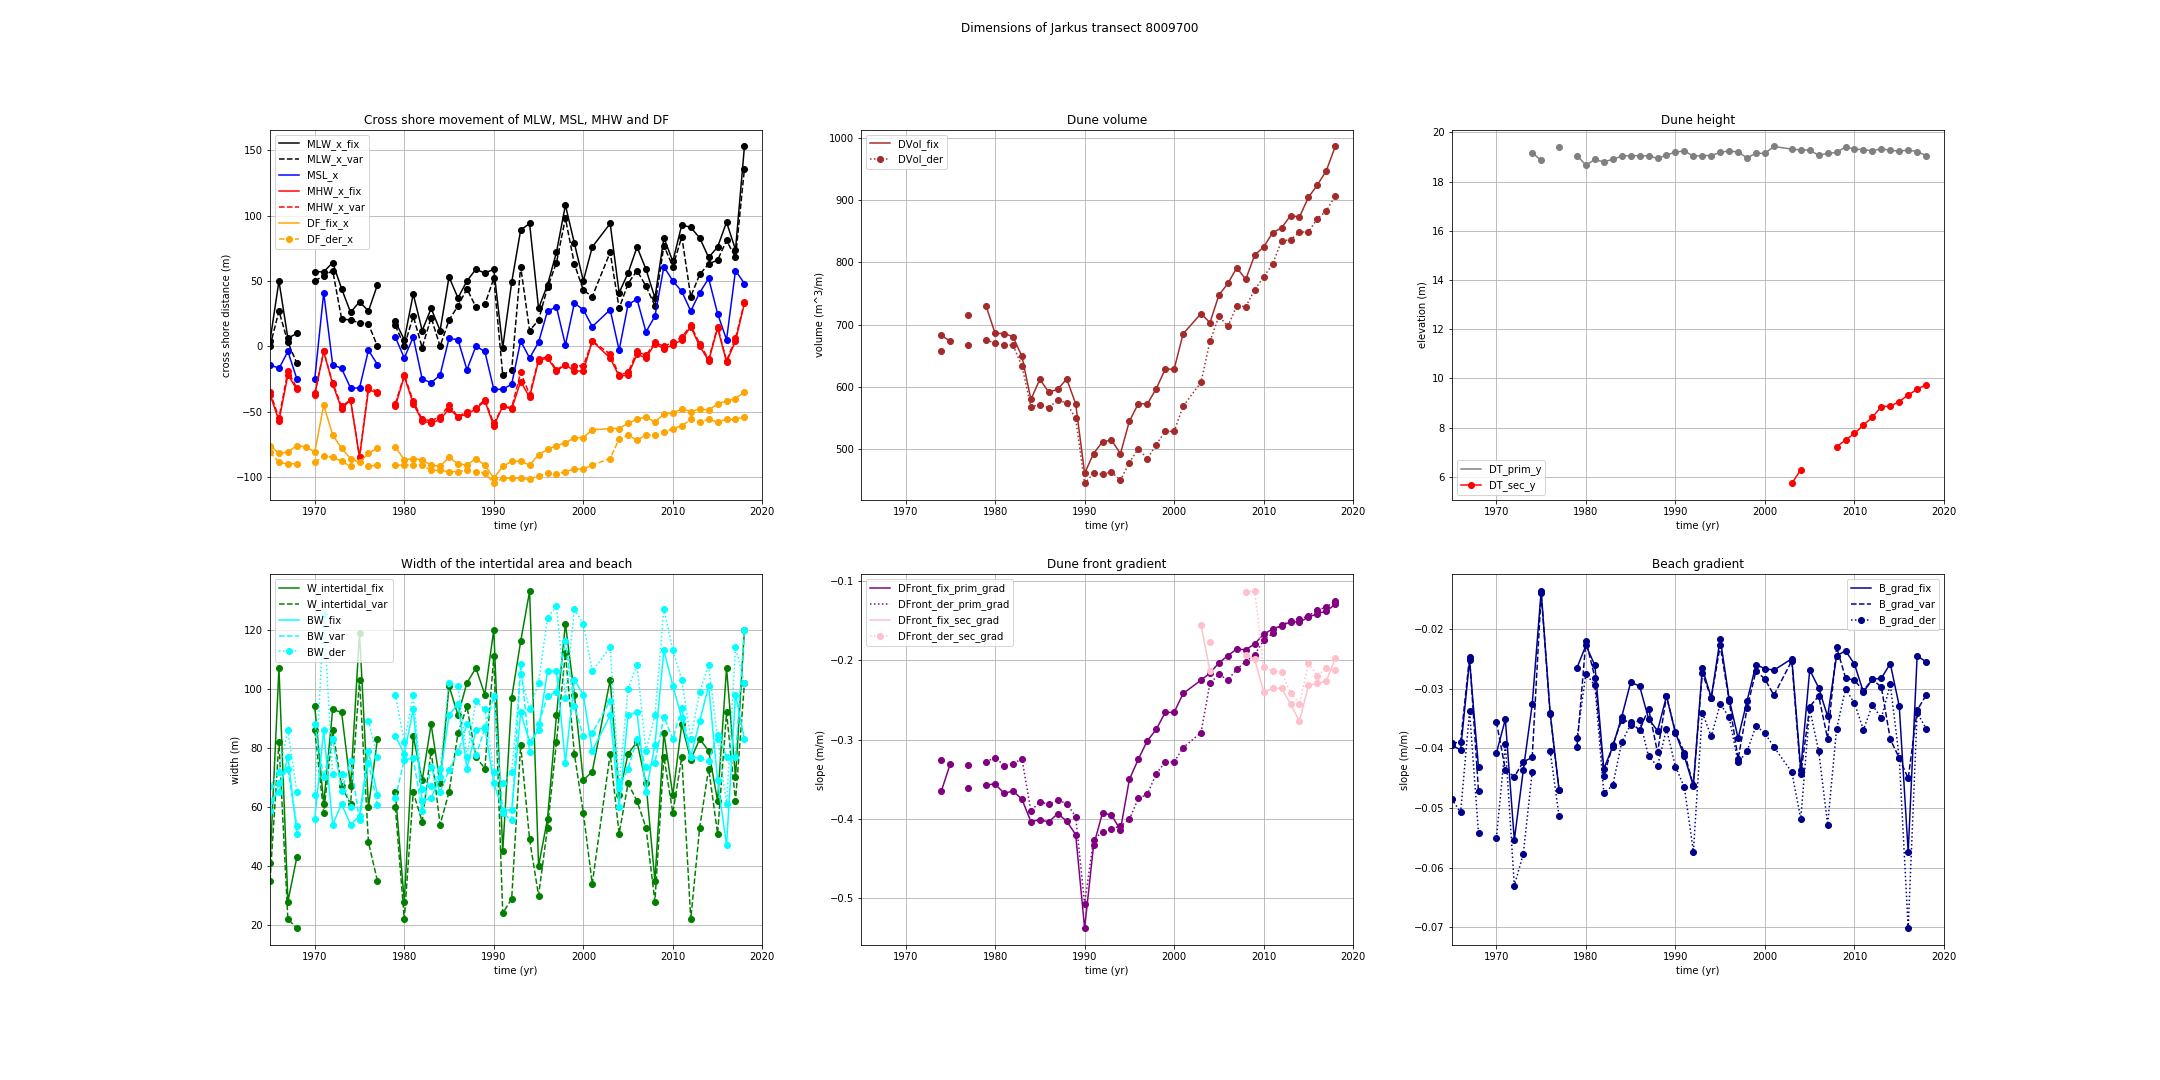 Dimensions of Jarkus transect 8009700
Cross shore movement of MLW, MSL, MHW and DF
cross shore distance (m)
150
100
50
0
−50
−100
MLW_x_fix
MLW_x_var
MSL_x
MHW_x_fix
MHW_x_var
DF_fix_x
DF_der_x
1970 1980 1990 2000 2010 2020
time (yr)
Dune volume
volume (m^3/m)
1000
900
800
700
600
500
DVol_fix
DVol_der
1970 1980 1990 2000 2010 2020
time (yr)
Dune height
elevation (m)
20
18
16
14
12
10
8
6
DT_prim_y
DT_sec_y
1970 1980 1990 2000 2010 2020
time (yr)
Width of the intertidal area and beach
width (m)
120
100
80
60
40
20
W_intertidal_fix
W_intertidal_var
BW_fix
BW_var
BW_der
1970 1980 1990 2000 2010 2020
time (yr)
Dune front gradient
slope (m/m)
−0.1
−0.2
−0.3
−0.4
−0.5
DFront_fix_prim_grad
DFront_der_prim_grad
DFront_fix_sec_grad
DFront_der_sec_grad
1970 1980 1990 2000 2010 2020
time (yr)
Beach gradient
slope (m/m)
−0.02
−0.03
−0.04
−0.05
−0.06
−0.07
B_grad_fix
B_grad_var
B_grad_der
1970 1980 1990 2000 2010 2020
time (yr)